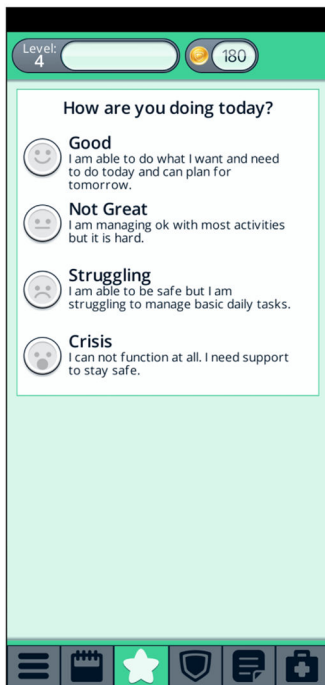 Level:
4
180
How are you doing today?
Good
I am able to do what I want and need
to do today and can plan for
tomorrow.
Not Great
I am managing ok with most activities
but it is hard.
Struggling
I am able to be safe but I am
struggling to manage basic daily tasks.
Crisis
I can not function at all. I need support
to stay safe.